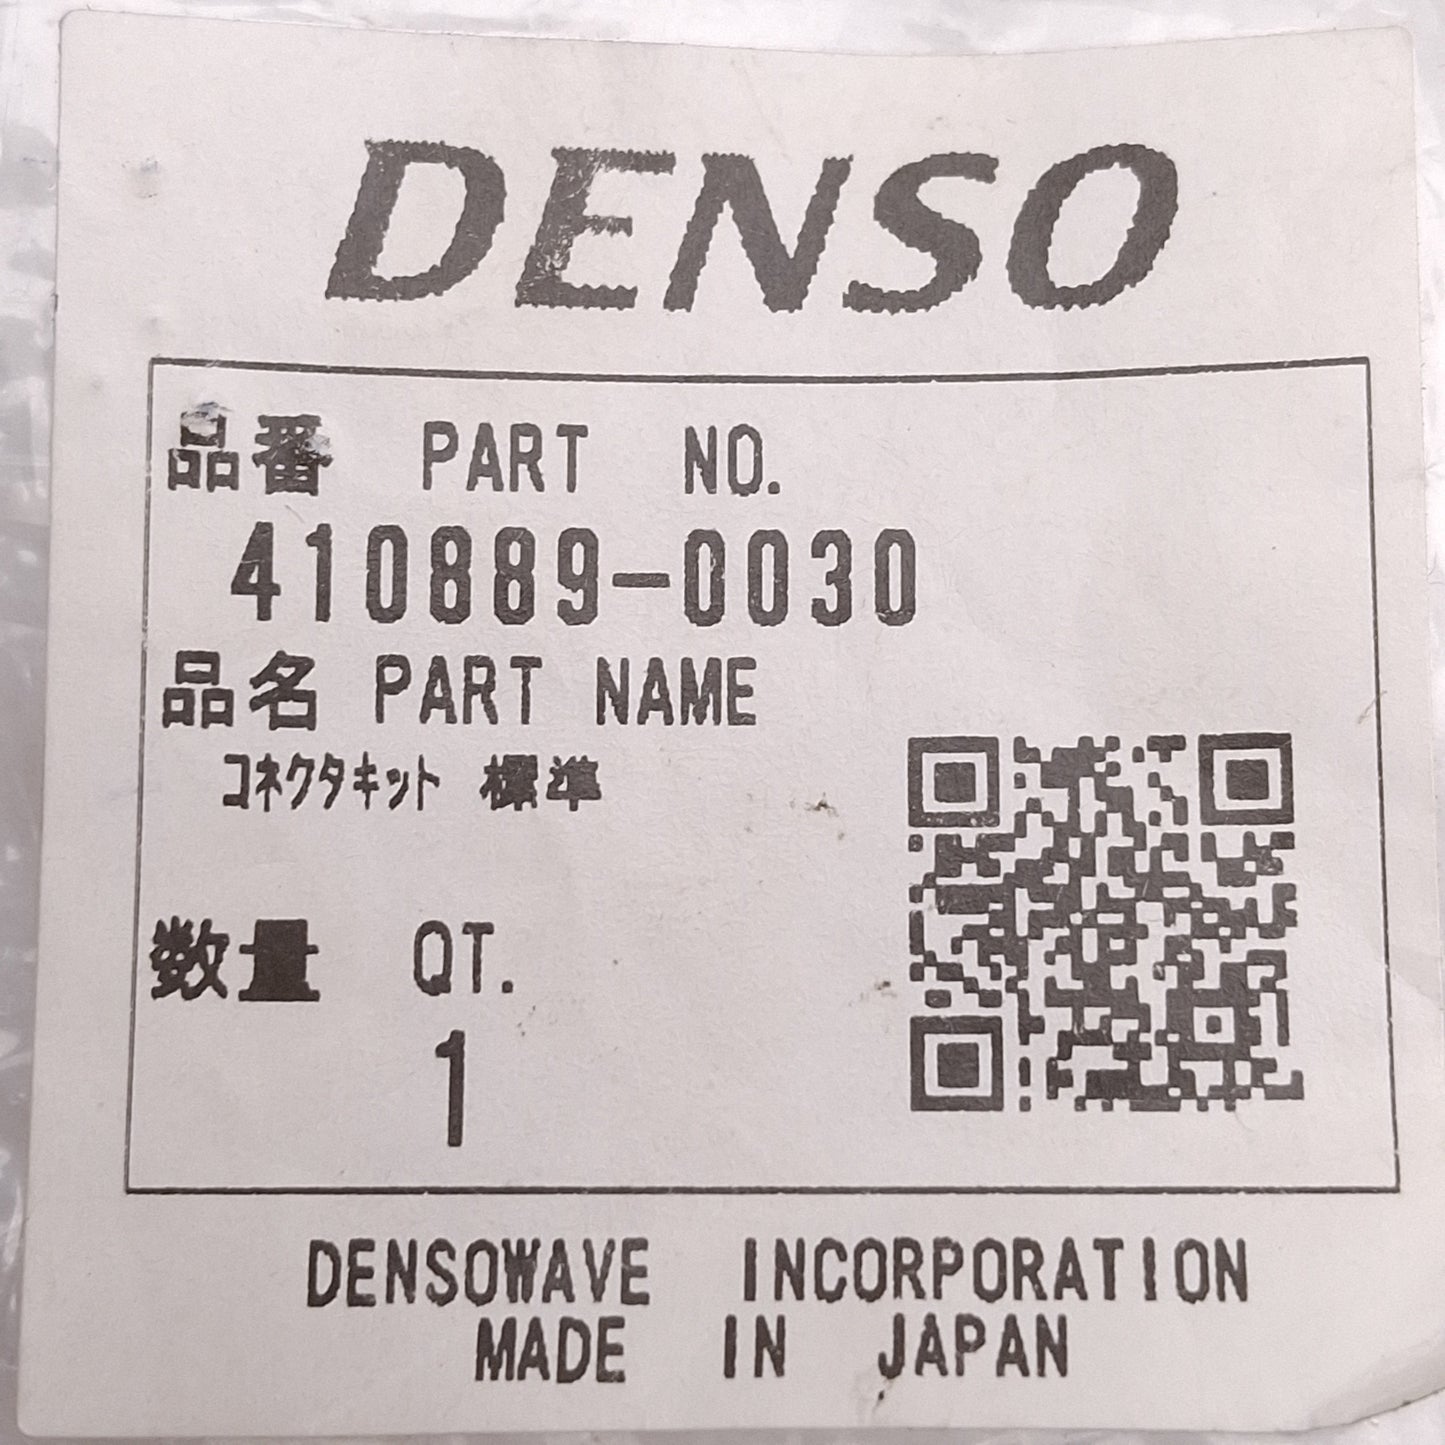 DENSO
品番 PART NO.
410889-0030
品名 PART NAME
コネクタキット 標準
数量 QT.
1
DENSOWAVE INCORPORATION
MADE IN JAPAN